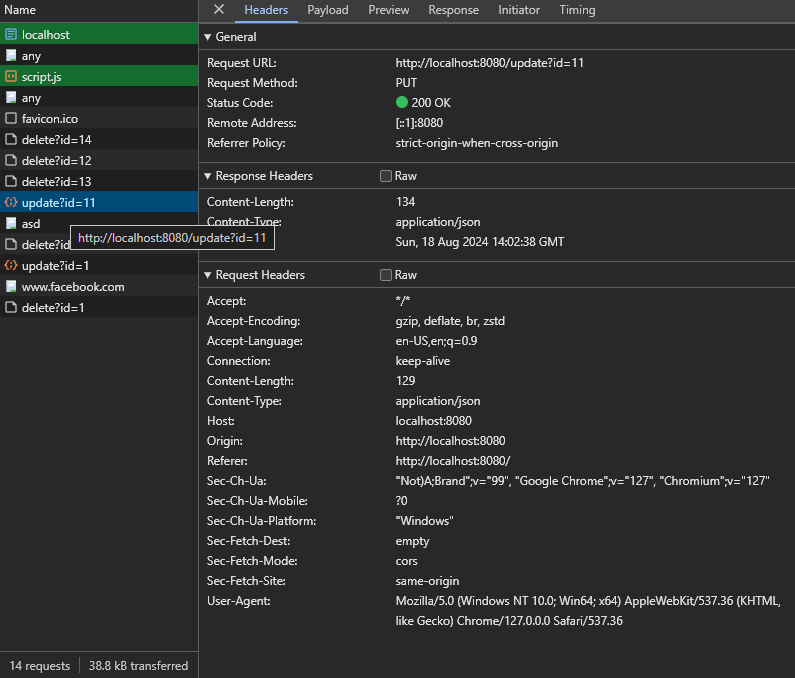 Name
localhost
any
script.js
any
favicon.ico
delete?id=14
delete?id=12
delete?id=13
update?id=11
asd
delete?id
update?id=1
www.facebook.com
delete?id=1
14 requests 38.8 kB transferred
http://localhost:8080/update?id=11
Headers Payload Preview Response Initiator Timing
General
Request URL: http://localhost:8080/update?id=11
Request Method: PUT
Status Code: 200 OK
Remote Address: [::1]:8080
Referrer Policy: strict-origin-when-cross-origin
Response Headers Raw
Content-Length: 134
Content-Type: application/json
Sun, 18 Aug 2024 14:02:38 GMT
Request Headers Raw
Accept: */*
Accept-Encoding: gzip, deflate, br, zstd
Accept-Language: en-US,en;q=0.9
Connection: keep-alive
Content-Length: 129
Content-Type: application/json
Host: localhost:8080
Origin: http://localhost:8080
Referer: http://localhost:8080/
Sec-Ch-Ua: "Not)A;Brand";v="99", "Google Chrome";v="127", "Chromium";v="127"
Sec-Ch-Ua-Mobile: ?0
Sec-Ch-Ua-Platform: "Windows"
Sec-Fetch-Dest: empty
Sec-Fetch-Mode: cors
Sec-Fetch-Site: same-origin
User-Agent: Mozilla/5.0 (Windows NT 10.0; Win64; x64) AppleWebKit/537.36 (KHTML,
like Gecko) Chrome/127.0.0.0 Safari/537.36